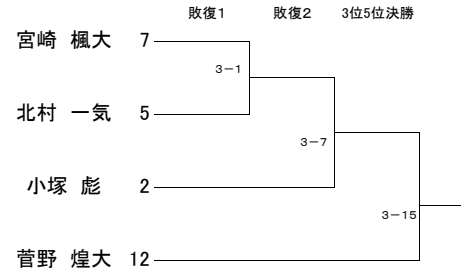 敗復１ 敗復２ 3位5位決勝
宮崎 楓大 7
３－１
北村 一気 5
３－７
小塚 彪 2
３－15
菅野 煌大 12